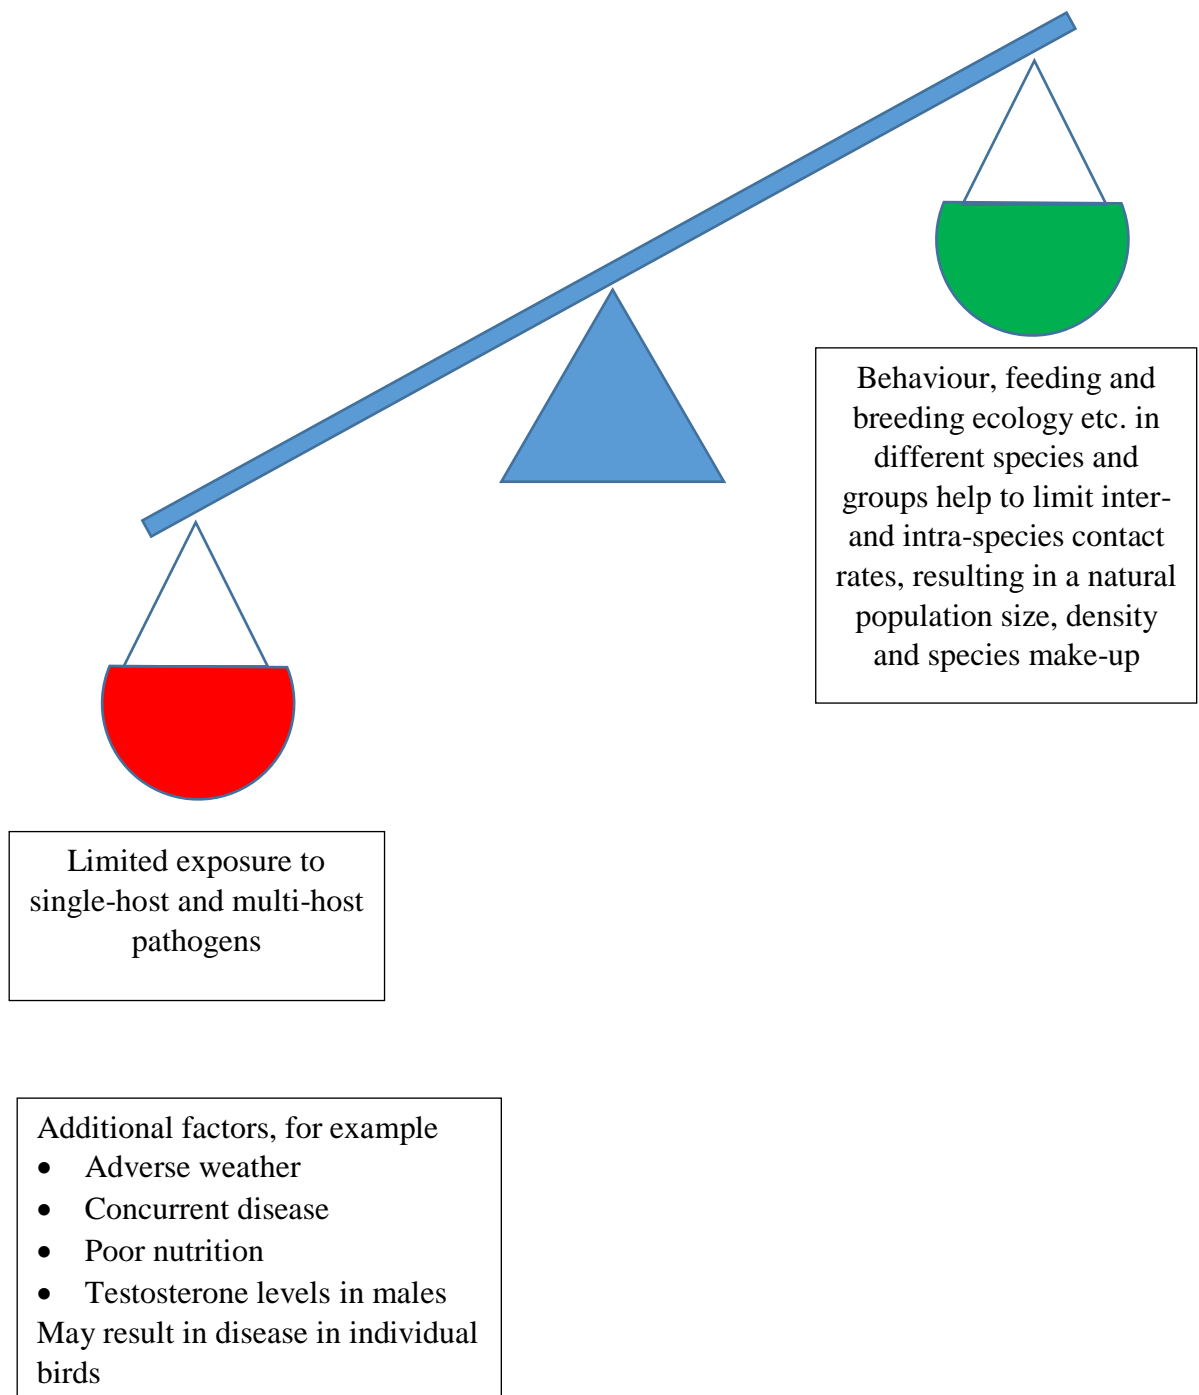 Behaviour, feeding and
breeding ecology etc. in
different species and
groups help to limit inter-
and intra-species contact
rates, resulting in a natural
population size, density
and species make-up
Limited exposure to
single-host and multi-host
pathogens
Additional factors, for example
• Adverse weather
• Concurrent disease
• Poor nutrition
• Testosterone levels in males
May result in disease in individual
birds